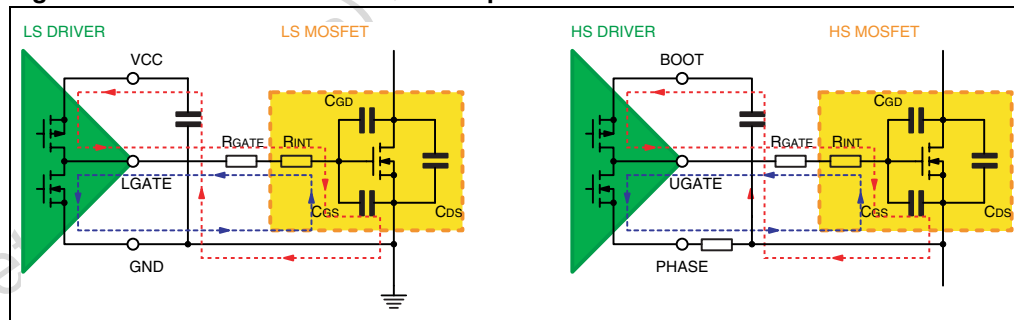 LS DRIVER
LS MOSFET
VCC
CGD
RGATE
RINT
LGATE
CGS
CDS
GND
HS DRIVER
HS MOSFET
BOOT
CGD
RGATE
RINT
UGATE
CGS
CDS
PHASE